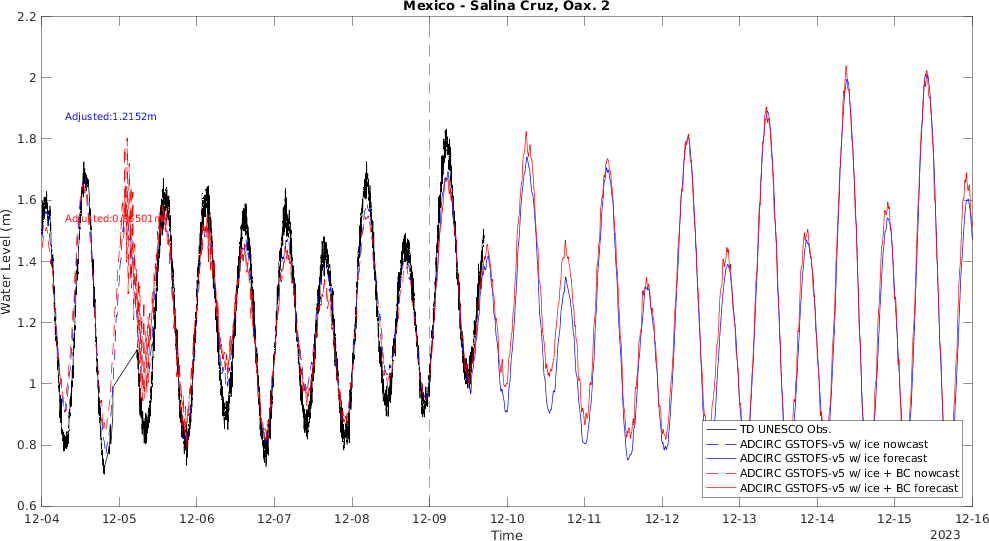 Mexico - Salina Cruz, Oax. 2
2.2
2
1.8
1.6
1.4
1.2
1
0.8
0.6
Water Level (m)
Adjusted:1.2152m
TD UNESCO Obs.
ADCIRC GSTOFS-v5 w/ ice nowcast
ADCIRC GSTOFS-v5 w/ ice forecast
ADCIRC GSTOFS-v5 w/ ice + BC nowcast
ADCIRC GSTOFS-v5 w/ ice + BC forecast
12-04 12-05 12-06 12-07 12-08 12-09 12-10 12-11 12-12 12-13 12-14 12-15 12-16
Time
2023